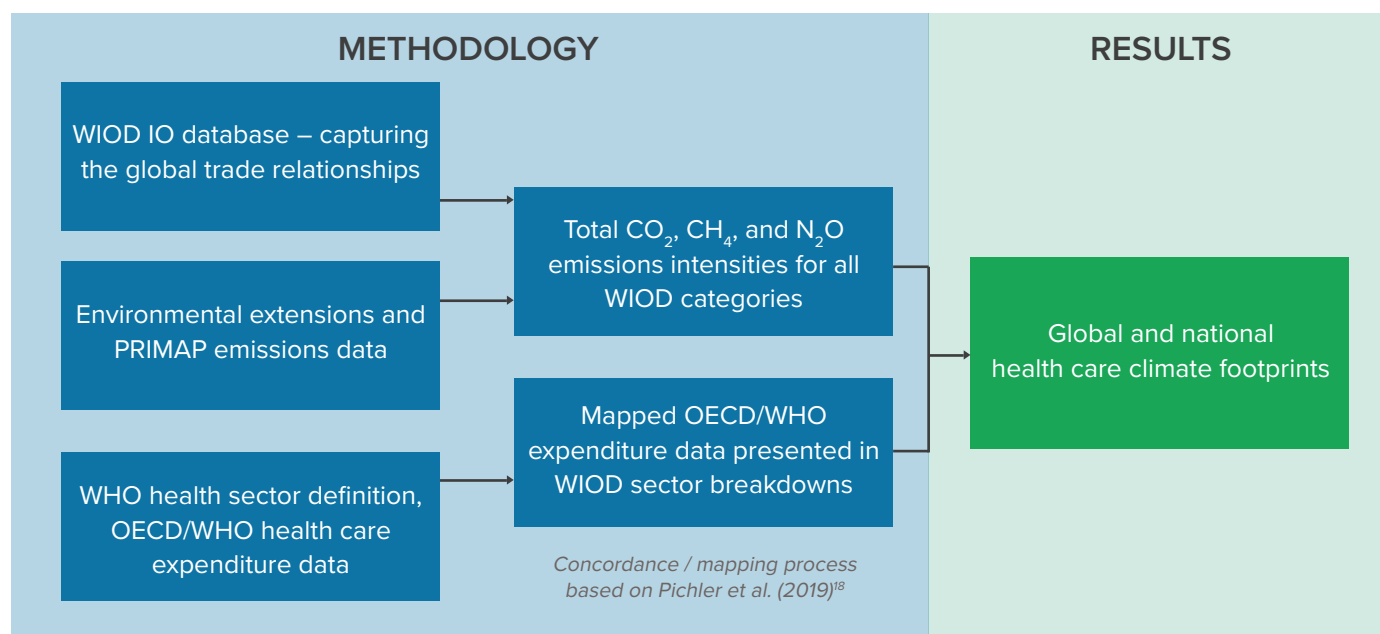 METHODOLOGY
RESULTS
WIOD IO database – capturing
the global trade relationships
Environmental extensions and
PRIMAP emissions data
WHO health sector definition,
OECD/WHO health care
expenditure data
Total CO₂, CH₄, and N₂O
emissions intensities for all
WIOD categories
Mapped OECD/WHO
expenditure data presented in
WIOD sector breakdowns
Concordance / mapping process
based on Pichler et al. (2019)¹⁸
Global and national
health care climate footprints